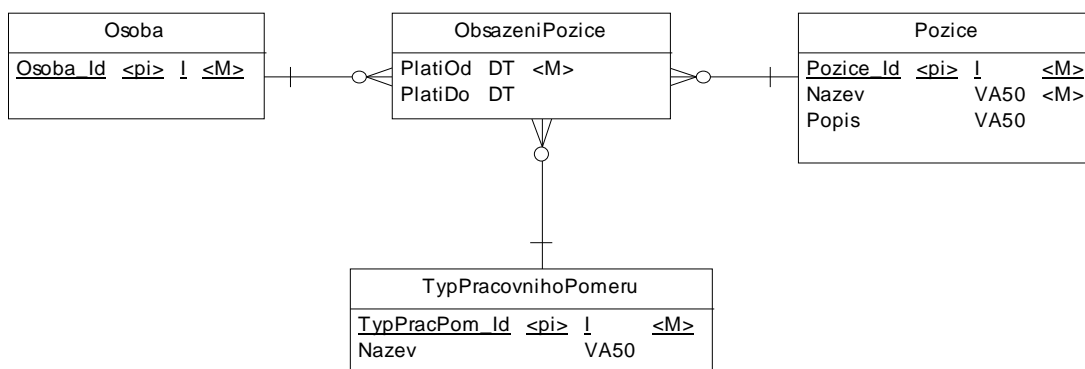 Osoba
Osoba_Id <pi> I <M>
ObsazeniPozice
PlatiOd DT <M>
PlatiDo DT
Pozice
Pozice_Id <pi> I <M>
Nazev VA50 <M>
Popis VA50
TypPracovnihoPomeru
TypPracPom_Id <pi> I <M>
Nazev VA50